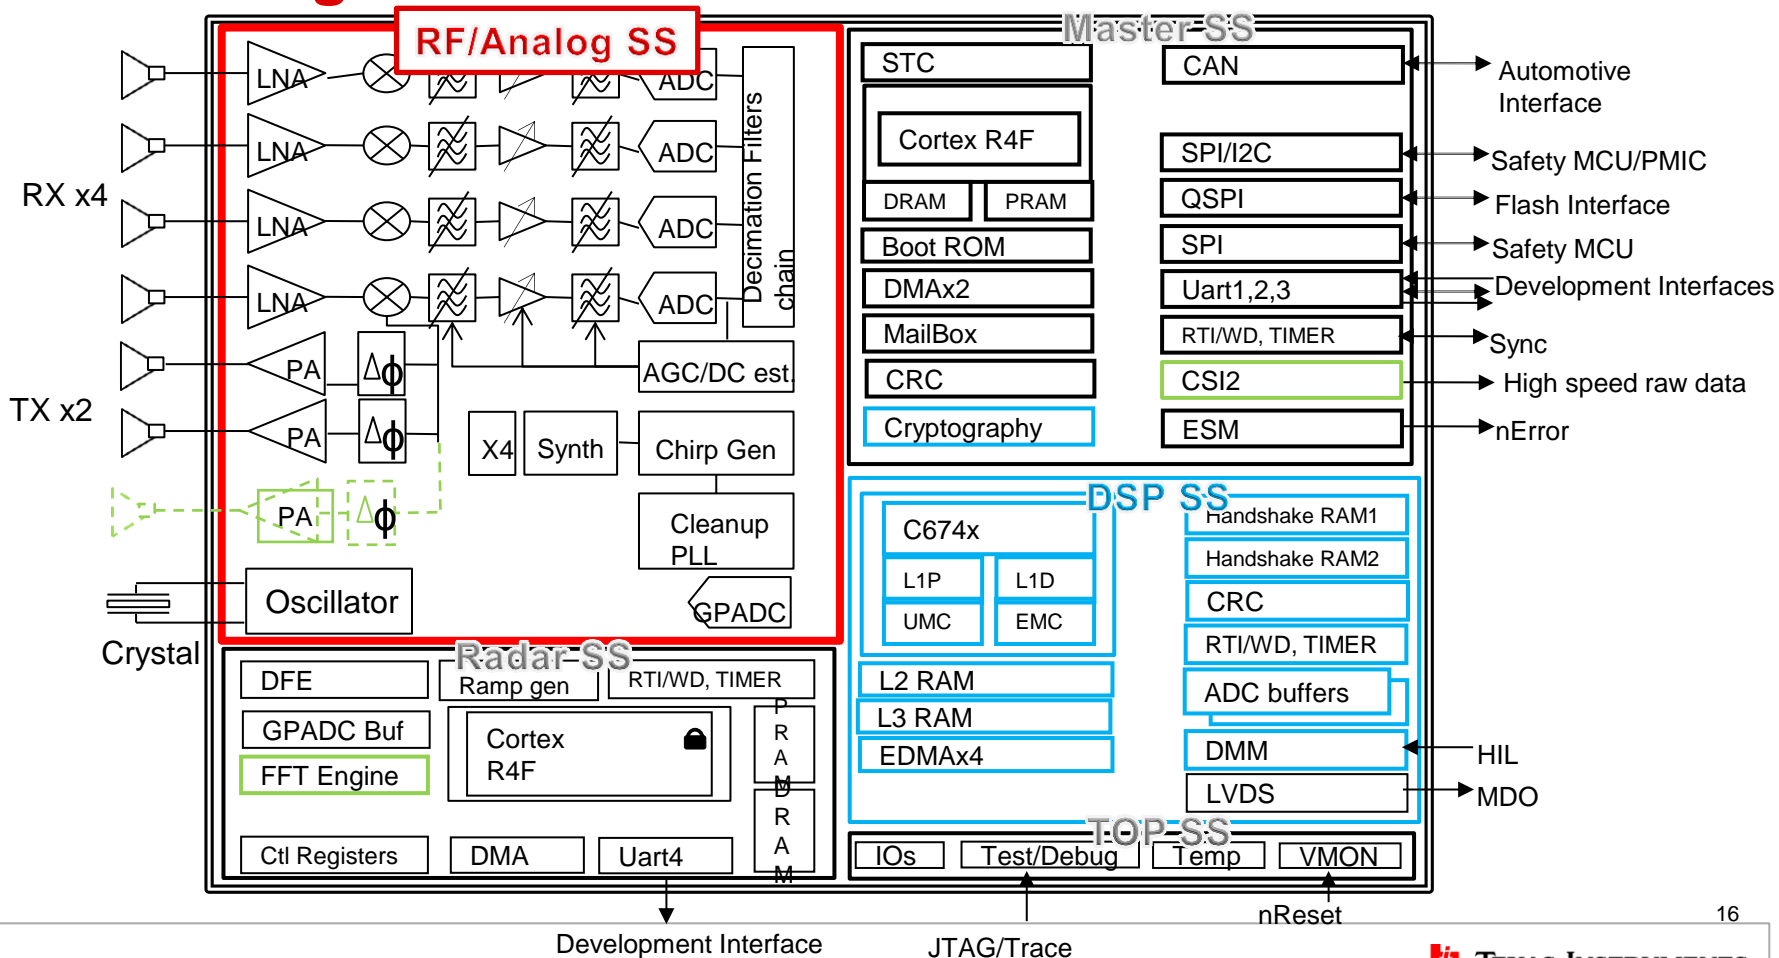 RF/Analog SS
LNA
ADC
LNA
ADC
LNA
ADC
LNA
ADC
Decimation Filters
chain
RX x4
PA
Δϕ
AGC/DC est.
TX x2
PA
Δϕ
X4
Synth
Chirp Gen
PA
Δϕ
Cleanup
PLL
Oscillator
GPADC
Crystal
Master SS
STC
CAN
Automotive
Interface
Cortex R4F
SPI/I2C
Safety MCU/PMIC
DRAM
PRAM
QSPI
Flash Interface
Boot ROM
SPI
Safety MCU
DMAx2
Uart1,2,3
Development Interfaces
MailBox
RTI/WD, TIMER
Sync
CRC
CSI2
High speed raw data
Cryptography
ESM
nError
DSP SS
C674x
Handshake RAM1
Handshake RAM2
L1P
L1D
CRC
UMC
EMC
RTI/WD, TIMER
L2 RAM
ADC buffers
L3 RAM
EDMAx4
DMM
HIL
LVDS
MDO
Radar SS
DFE
Ramp gen
RTI/WD, TIMER
GPADC Buf
Cortex
R4F
PRAM
FFT Engine
DRAM
Ctl Registers
DMA
Uart4
TOP SS
IOs
Test/Debug
Temp
VMON
nReset
16
Development Interface
JTAG/Trace
TEXAS INSTRUMENTS